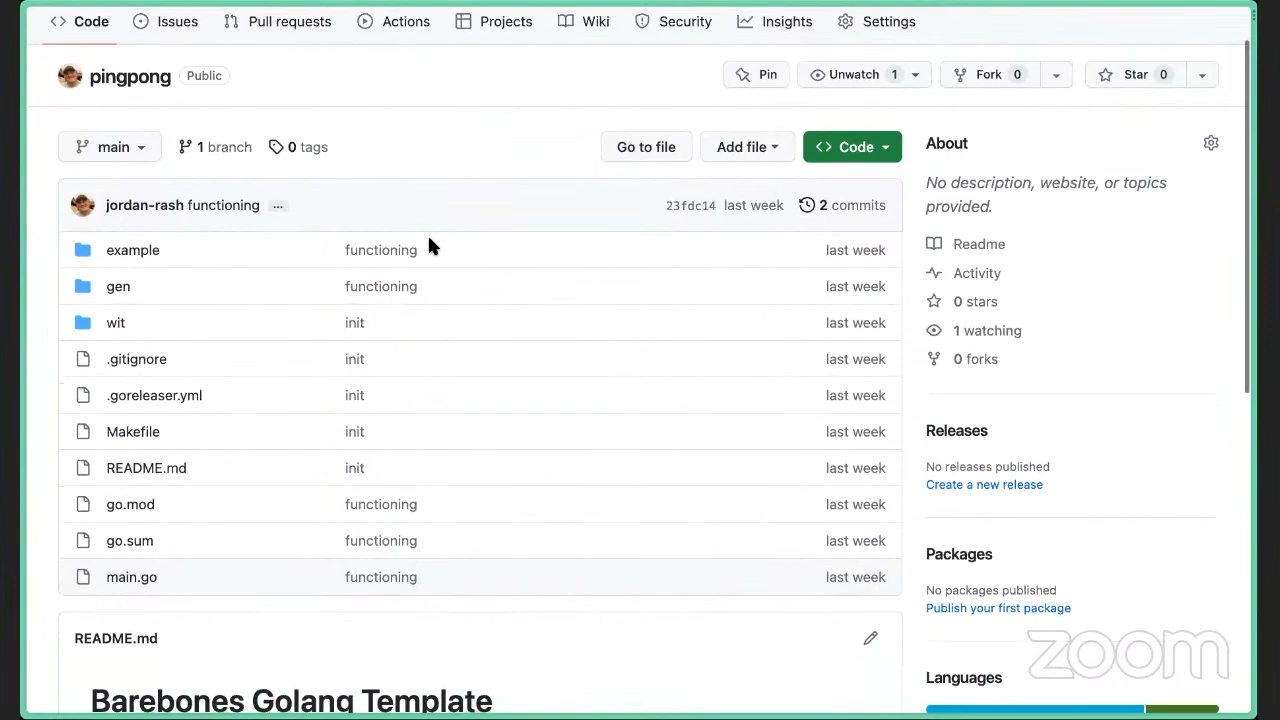 Code Issues Pull requests Actions Projects Wiki Security Insights Settings
pingpong Public Pin Unwatch 1 Fork 0 Star 0
main 1 branch 0 tags Go to file Add file Code
jordan-rash functioning ... 23fdc14 last week 2 commits
example functioning last week
gen functioning last week
wit init last week
.gitignore init last week
.goreleaser.yml init last week
Makefile init last week
README.md init last week
go.mod functioning last week
go.sum functioning last week
main.go functioning last week
README.md
Barebones Golang Template
About
No description, website, or topics
provided.
Readme
Activity
0 stars
1 watching
0 forks
Releases
No releases published
Create a new release
Packages
No packages published
Publish your first package
Languages
zoom